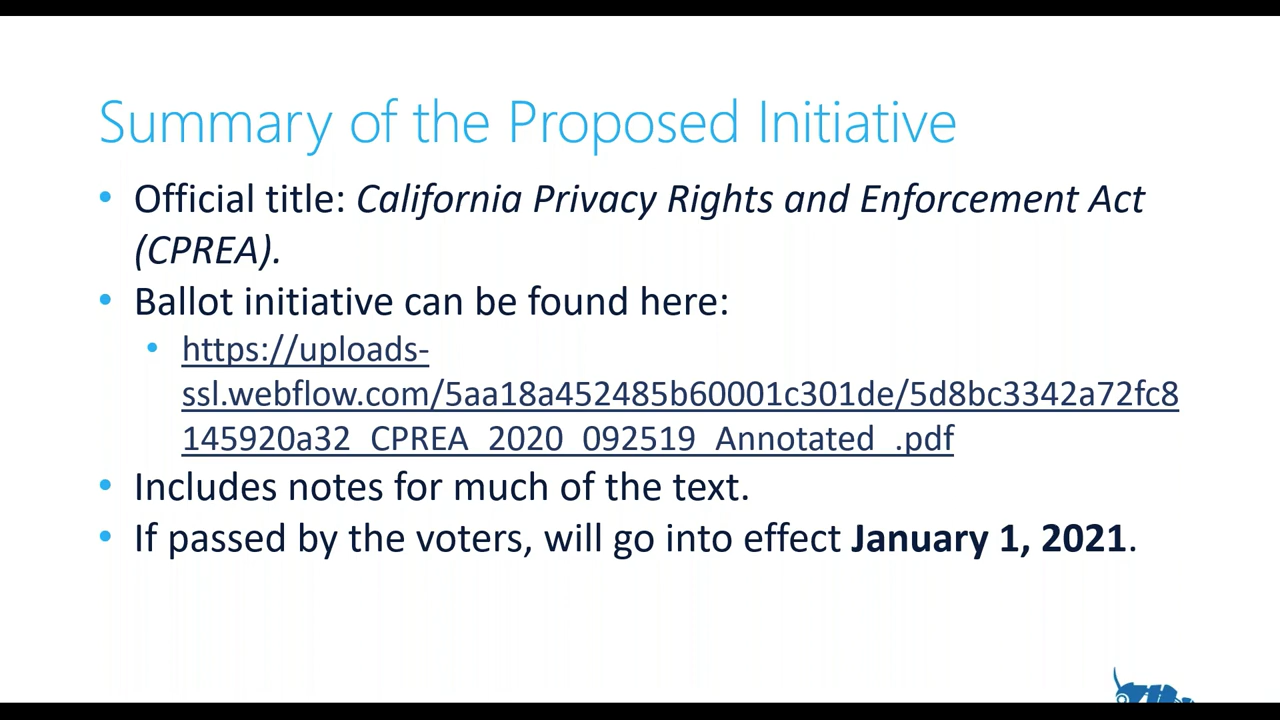 Summary of the Proposed Initiative
• Official title: California Privacy Rights and Enforcement Act
(CPREA).
• Ballot initiative can be found here:
• https://uploads-
ssl.webflow.com/5aa18a452485b60001c301de/5d8bc3342a72fc8
145920a32_CPREA_2020_092519_Annotated_.pdf
• Includes notes for much of the text.
• If passed by the voters, will go into effect January 1, 2021.